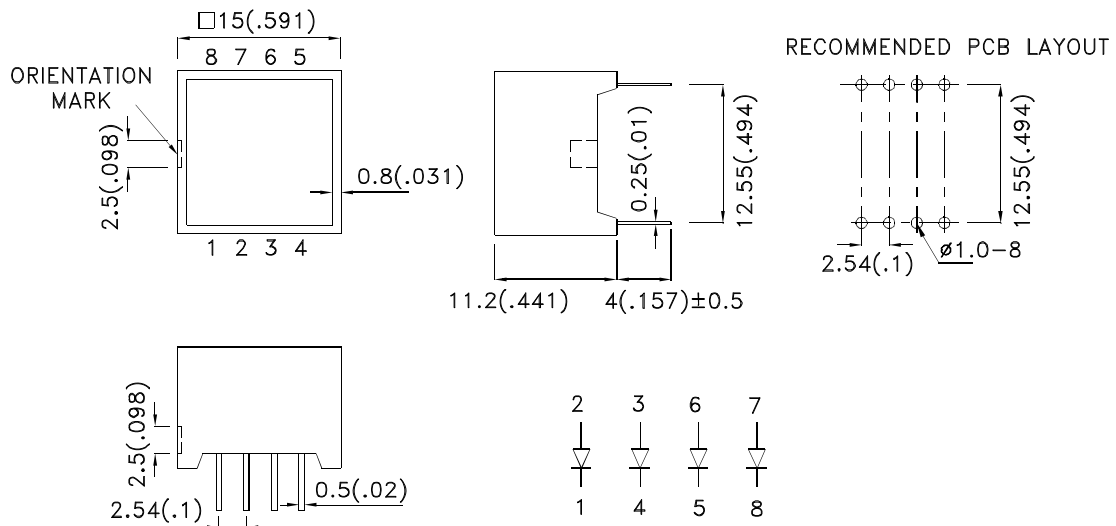 □15(.591)
8 7 6 5
ORIENTATION
MARK
2.5(.098)
0.8(.031)
1 2 3 4
0.25(.01)
12.55(.494)
11.2(.441)
4(.157)±0.5
RECOMMENDED PCB LAYOUT
12.55(.494)
2.54(.1)
ø1.0-8
2.5(.098)
2.54(.1)
0.5(.02)
2 3 6 7
1 4 5 8